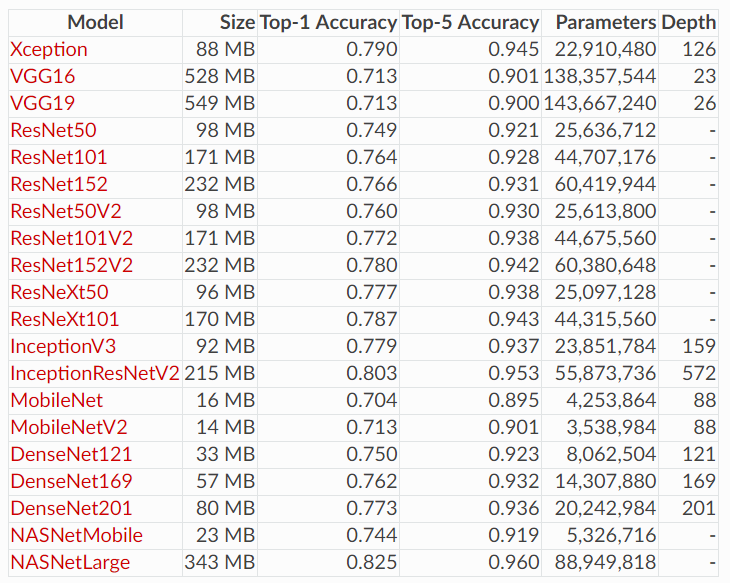 Model Size Top-1 Accuracy Top-5 Accuracy Parameters Depth
Xception 88 MB 0.790 0.945 22,910,480 126
VGG16 528 MB 0.713 0.901 138,357,544 23
VGG19 549 MB 0.713 0.900 143,667,240 26
ResNet50 98 MB 0.749 0.921 25,636,712 -
ResNet101 171 MB 0.764 0.928 44,707,176 -
ResNet152 232 MB 0.766 0.931 60,419,944 -
ResNet50V2 98 MB 0.760 0.930 25,613,800 -
ResNet101V2 171 MB 0.772 0.938 44,675,560 -
ResNet152V2 232 MB 0.780 0.942 60,380,648 -
ResNeXt50 96 MB 0.777 0.938 25,097,128 -
ResNeXt101 170 MB 0.787 0.943 44,315,560 -
InceptionV3 92 MB 0.779 0.937 23,851,784 159
InceptionResNetV2 215 MB 0.803 0.953 55,873,736 572
MobileNet 16 MB 0.704 0.895 4,253,864 88
MobileNetV2 14 MB 0.713 0.901 3,538,984 88
DenseNet121 33 MB 0.750 0.923 8,062,504 121
DenseNet169 57 MB 0.762 0.932 14,307,880 169
DenseNet201 80 MB 0.773 0.936 20,242,984 201
NASNetMobile 23 MB 0.744 0.919 5,326,716 -
NASNetLarge 343 MB 0.825 0.960 88,949,818 -